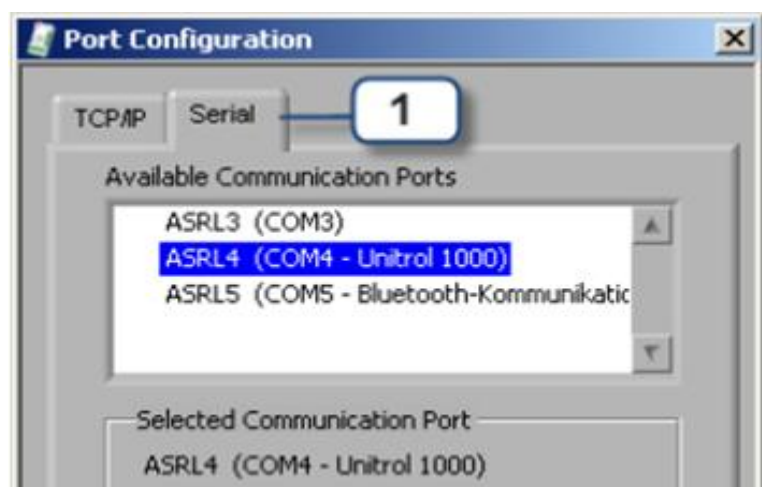 Port Configuration
TCP/IP Serial 1
Available Communication Ports
ASRL3 (COM3)
ASRL4 (COM4 - Unitrol 1000)
ASRL5 (COM5 - Bluetooth-Kommunikatic
Selected Communication Port
ASRL4 (COM4 - Unitrol 1000)